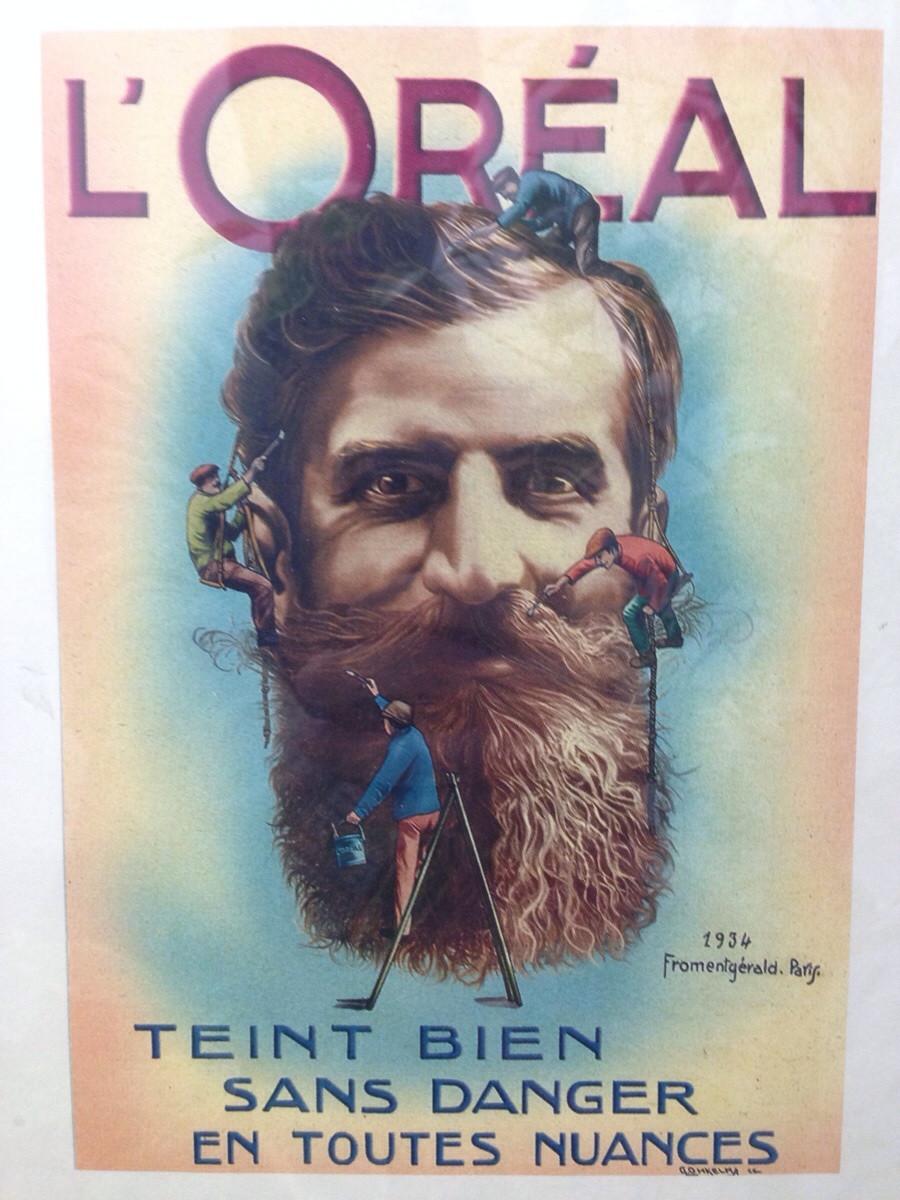 L'ORÉAL
1934
Fromentgérald. Paris.
TEINT BIEN
SANS DANGER
EN TOUTES NUANCES